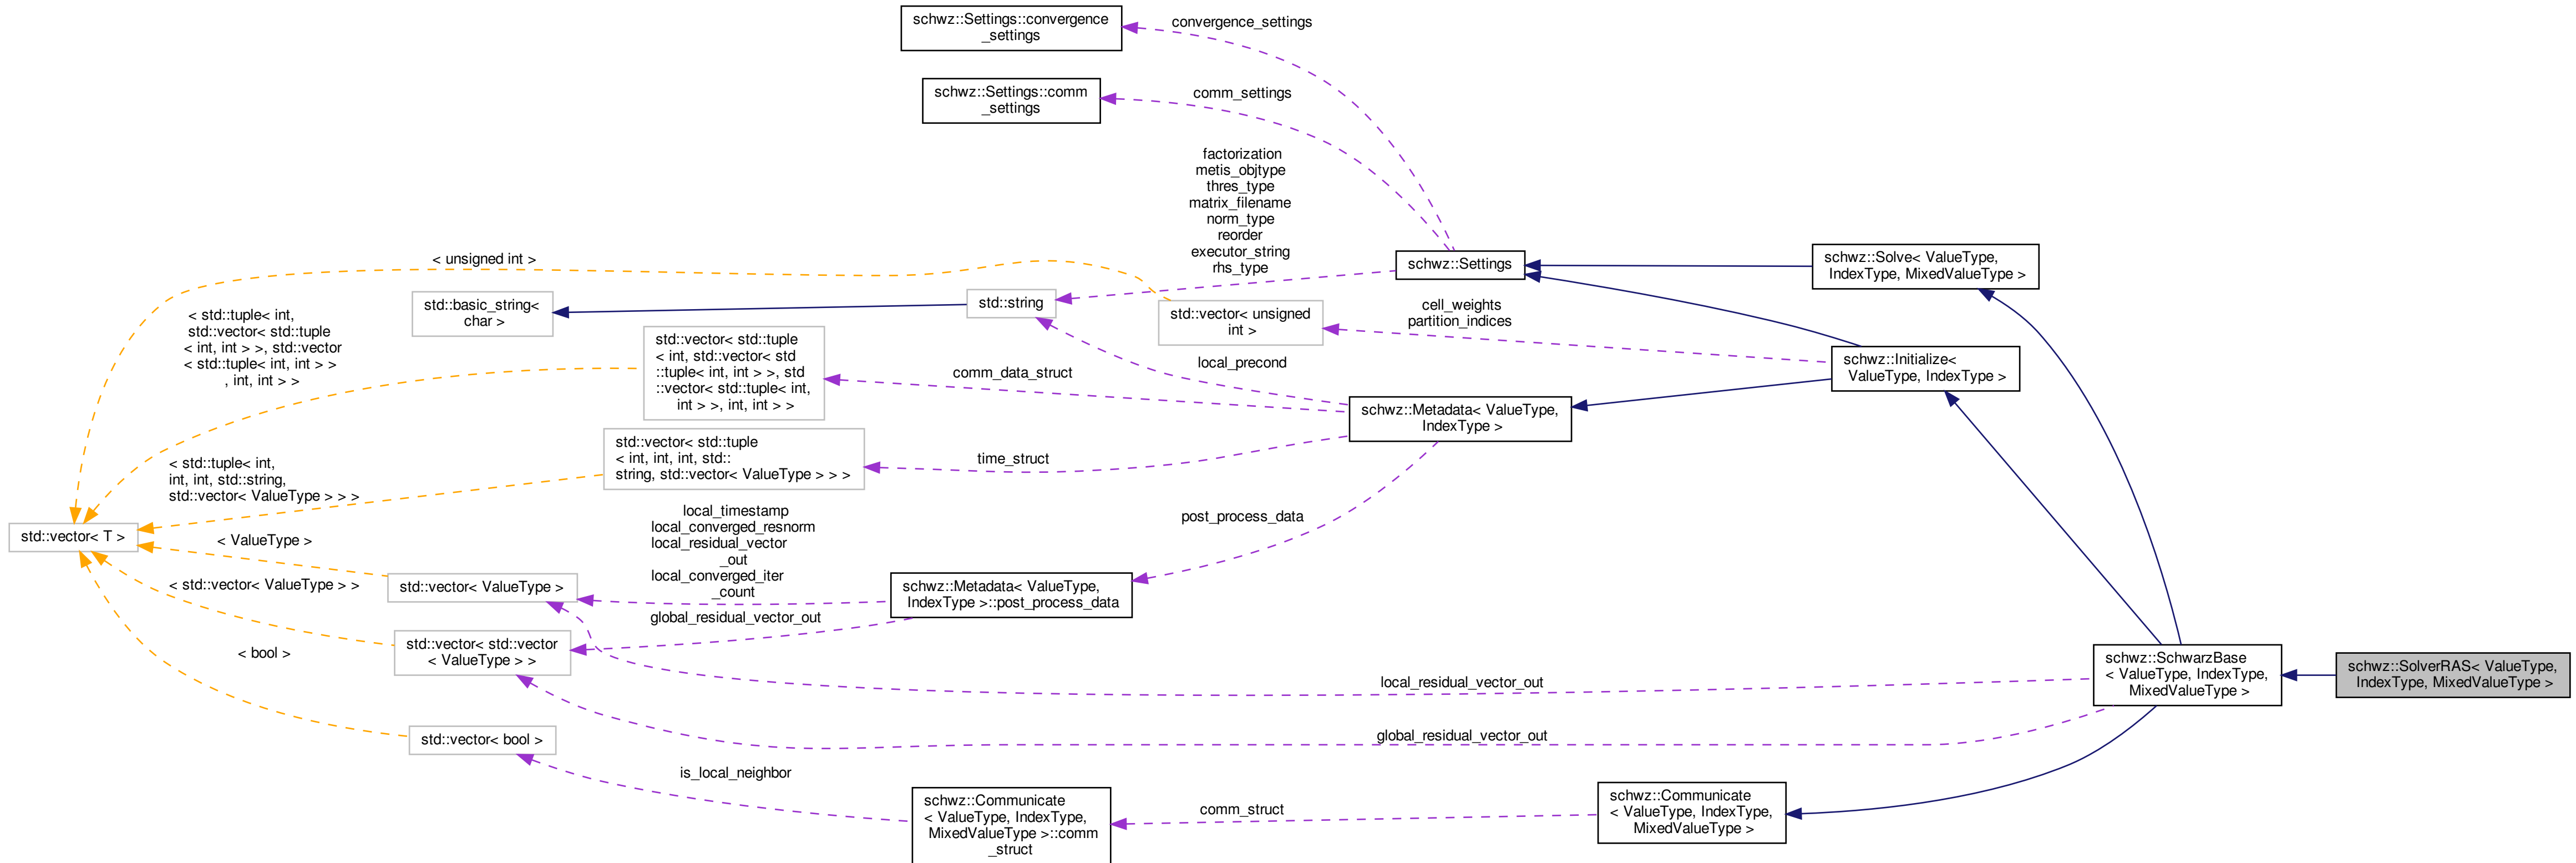 schwz::Settings::convergence
_settings
convergence_settings
schwz::Settings::comm
_settings
comm_settings
factorization
metis_objtype
thres_type
matrix_filename
norm_type
reorder
executor_string
rhs_type
< unsigned int >
schwz::Settings
schwz::Solve< ValueType,
IndexType, MixedValueType >
std::basic_string<
char >
std::string
std::vector< unsigned
int >
cell_weights
partition_indices
< std::tuple< int,
std::vector< std::tuple
< int, int > >, std::vector
< std::tuple< int, int > >
, int, int > >
std::vector< std::tuple
< int, std::vector< std
::tuple< int, int > >, std
::vector< std::tuple< int,
int > >, int, int > >
local_precond
comm_data_struct
schwz::Initialize<
ValueType, IndexType >
schwz::Metadata< ValueType,
IndexType >
std::vector< std::tuple
< int, int, int, std::
string, std::vector< ValueType > > >
time_struct
< std::tuple< int,
int, int, std::string,
std::vector< ValueType > > >
std::vector< T >
< ValueType >
local_timestamp
local_converged_resnorm
local_residual_vector
_out
local_converged_iter
_count
post_process_data
std::vector< ValueType >
< std::vector< ValueType > >
schwz::Metadata< ValueType,
IndexType >::post_process_data
global_residual_vector_out
std::vector< std::vector
< ValueType > >
< bool >
local_residual_vector_out
schwz::SchwarzBase
< ValueType, IndexType,
MixedValueType >
schwz::SolverRAS< ValueType,
IndexType, MixedValueType >
std::vector< bool >
global_residual_vector_out
is_local_neighbor
schwz::Communicate
< ValueType, IndexType,
MixedValueType >::comm
_struct
comm_struct
schwz::Communicate
< ValueType, IndexType,
MixedValueType >